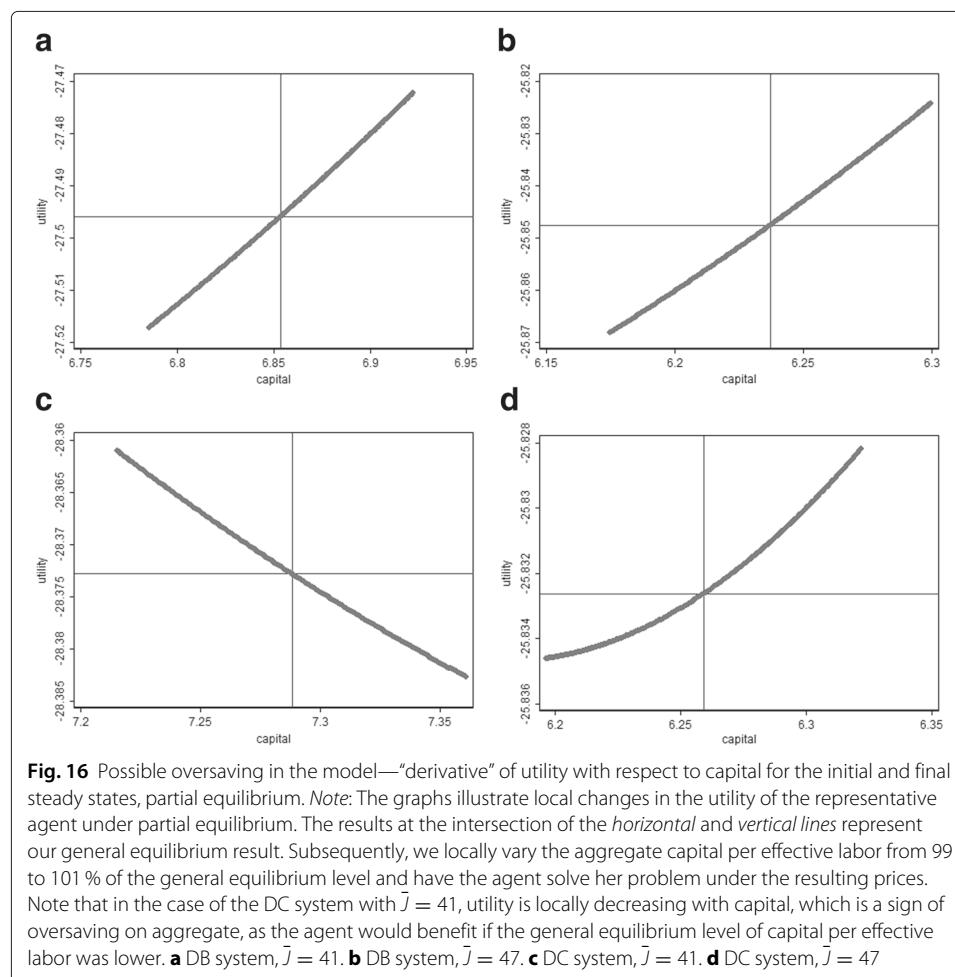 a
-27.47
-27.48
-27.49
-27.5
-27.51
-27.52
utility
6.75 6.8 6.85 6.9 6.95
capital
b
-25.82
-25.83
-25.84
-25.85
-25.86
-25.87
utility
6.15 6.2 6.25 6.3
capital
c
-28.36
-28.365
-28.37
-28.375
-28.38
-28.385
utility
7.2 7.25 7.3 7.35
capital
d
-25.828
-25.83
-25.832
-25.834
-25.836
utility
6.2 6.25 6.3 6.35
capital
Fig. 16 Possible oversaving in the model—“derivative” of utility with respect to capital for the initial and final
steady states, partial equilibrium. Note: The graphs illustrate local changes in the utility of the representative
agent under partial equilibrium. The results at the intersection of the horizontal and vertical lines represent
our general equilibrium result. Subsequently, we locally vary the aggregate capital per effective labor from 99
to 101 % of the general equilibrium level and have the agent solve her problem under the resulting prices.
Note that in the case of the DC system with J̄ = 41, utility is locally decreasing with capital, which is a sign of
oversaving on aggregate, as the agent would benefit if the general equilibrium level of capital per effective
labor was lower. a DB system, J̄ = 41. b DB system, J̄ = 47. c DC system, J̄ = 41. d DC system, J̄ = 47